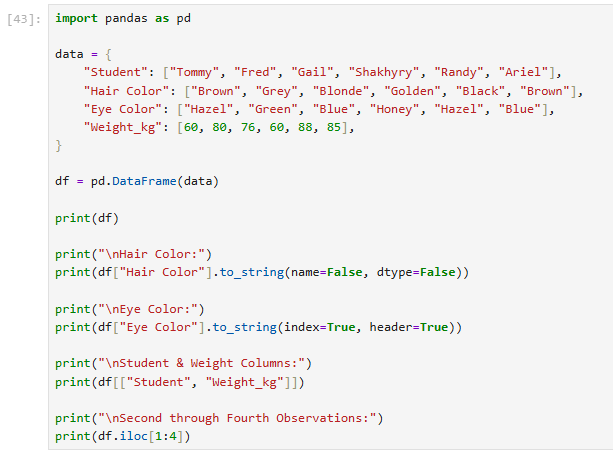 [43]: import pandas as pd
data = {
    "Student": ["Tommy", "Fred", "Gail", "Shakhyry", "Randy", "Ariel"],
    "Hair Color": ["Brown", "Grey", "Blonde", "Golden", "Black", "Brown"],
    "Eye Color": ["Hazel", "Green", "Blue", "Honey", "Hazel", "Blue"],
    "Weight_kg": [60, 80, 76, 60, 88, 85],
}
df = pd.DataFrame(data)
print(df)
print("\nHair Color:")
print(df["Hair Color"].to_string(name=False, dtype=False))
print("\nEye Color:")
print(df["Eye Color"].to_string(index=True, header=True))
print("\nStudent & Weight Columns:")
print(df[["Student", "Weight_kg"]])
print("\nSecond through Fourth Observations:")
print(df.iloc[1:4])